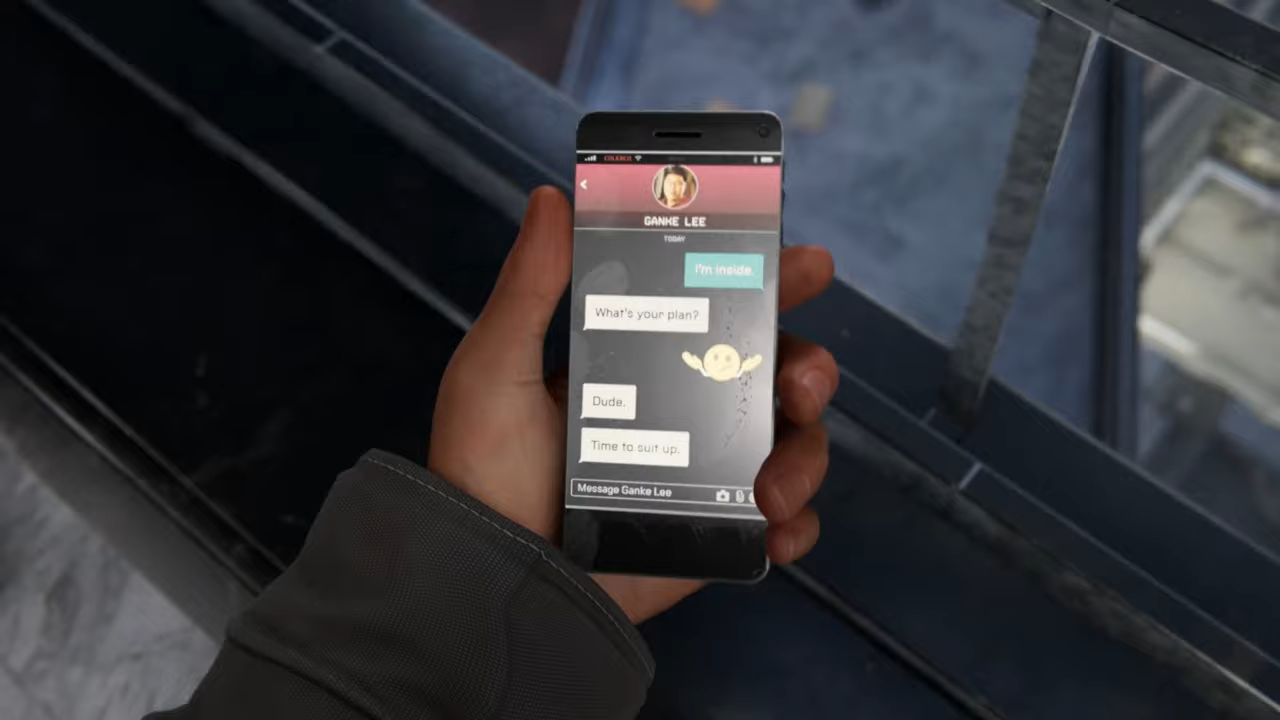 GANKE LEE
TODAY
I'm inside.
What's your plan?
Dude.
Time to suit up.
Message Ganke Lee